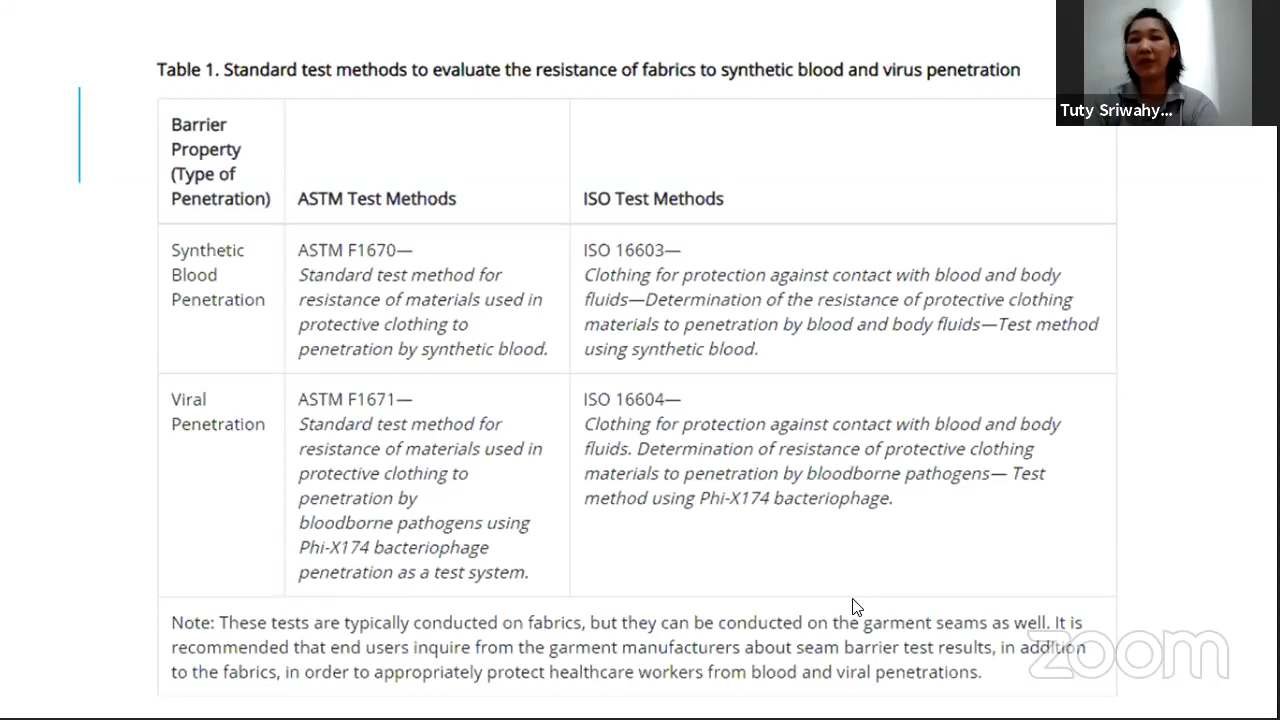 Table 1. Standard test methods to evaluate the resistance of fabrics to synthetic blood and virus penetration
Tuty Sriwahy...
Barrier
Property
(Type of
Penetration)
ASTM Test Methods
ISO Test Methods
Synthetic
Blood
Penetration
ASTM F1670—
Standard test method for
resistance of materials used in
protective clothing to
penetration by synthetic blood.
ISO 16603—
Clothing for protection against contact with blood and body
fluids—Determination of the resistance of protective clothing
materials to penetration by blood and body fluids—Test method
using synthetic blood.
Viral
Penetration
ASTM F1671—
Standard test method for
resistance of materials used in
protective clothing to
penetration by
bloodborne pathogens using
Phi-X174 bacteriophage
penetration as a test system.
ISO 16604—
Clothing for protection against contact with blood and body
fluids. Determination of resistance of protective clothing
materials to penetration by bloodborne pathogens— Test
method using Phi-X174 bacteriophage.
Note: These tests are typically conducted on fabrics, but they can be conducted on the garment seams as well. It is
recommended that end users inquire from the garment manufacturers about seam barrier test results, in addition
to the fabrics, in order to appropriately protect healthcare workers from blood and viral penetrations.
zoom